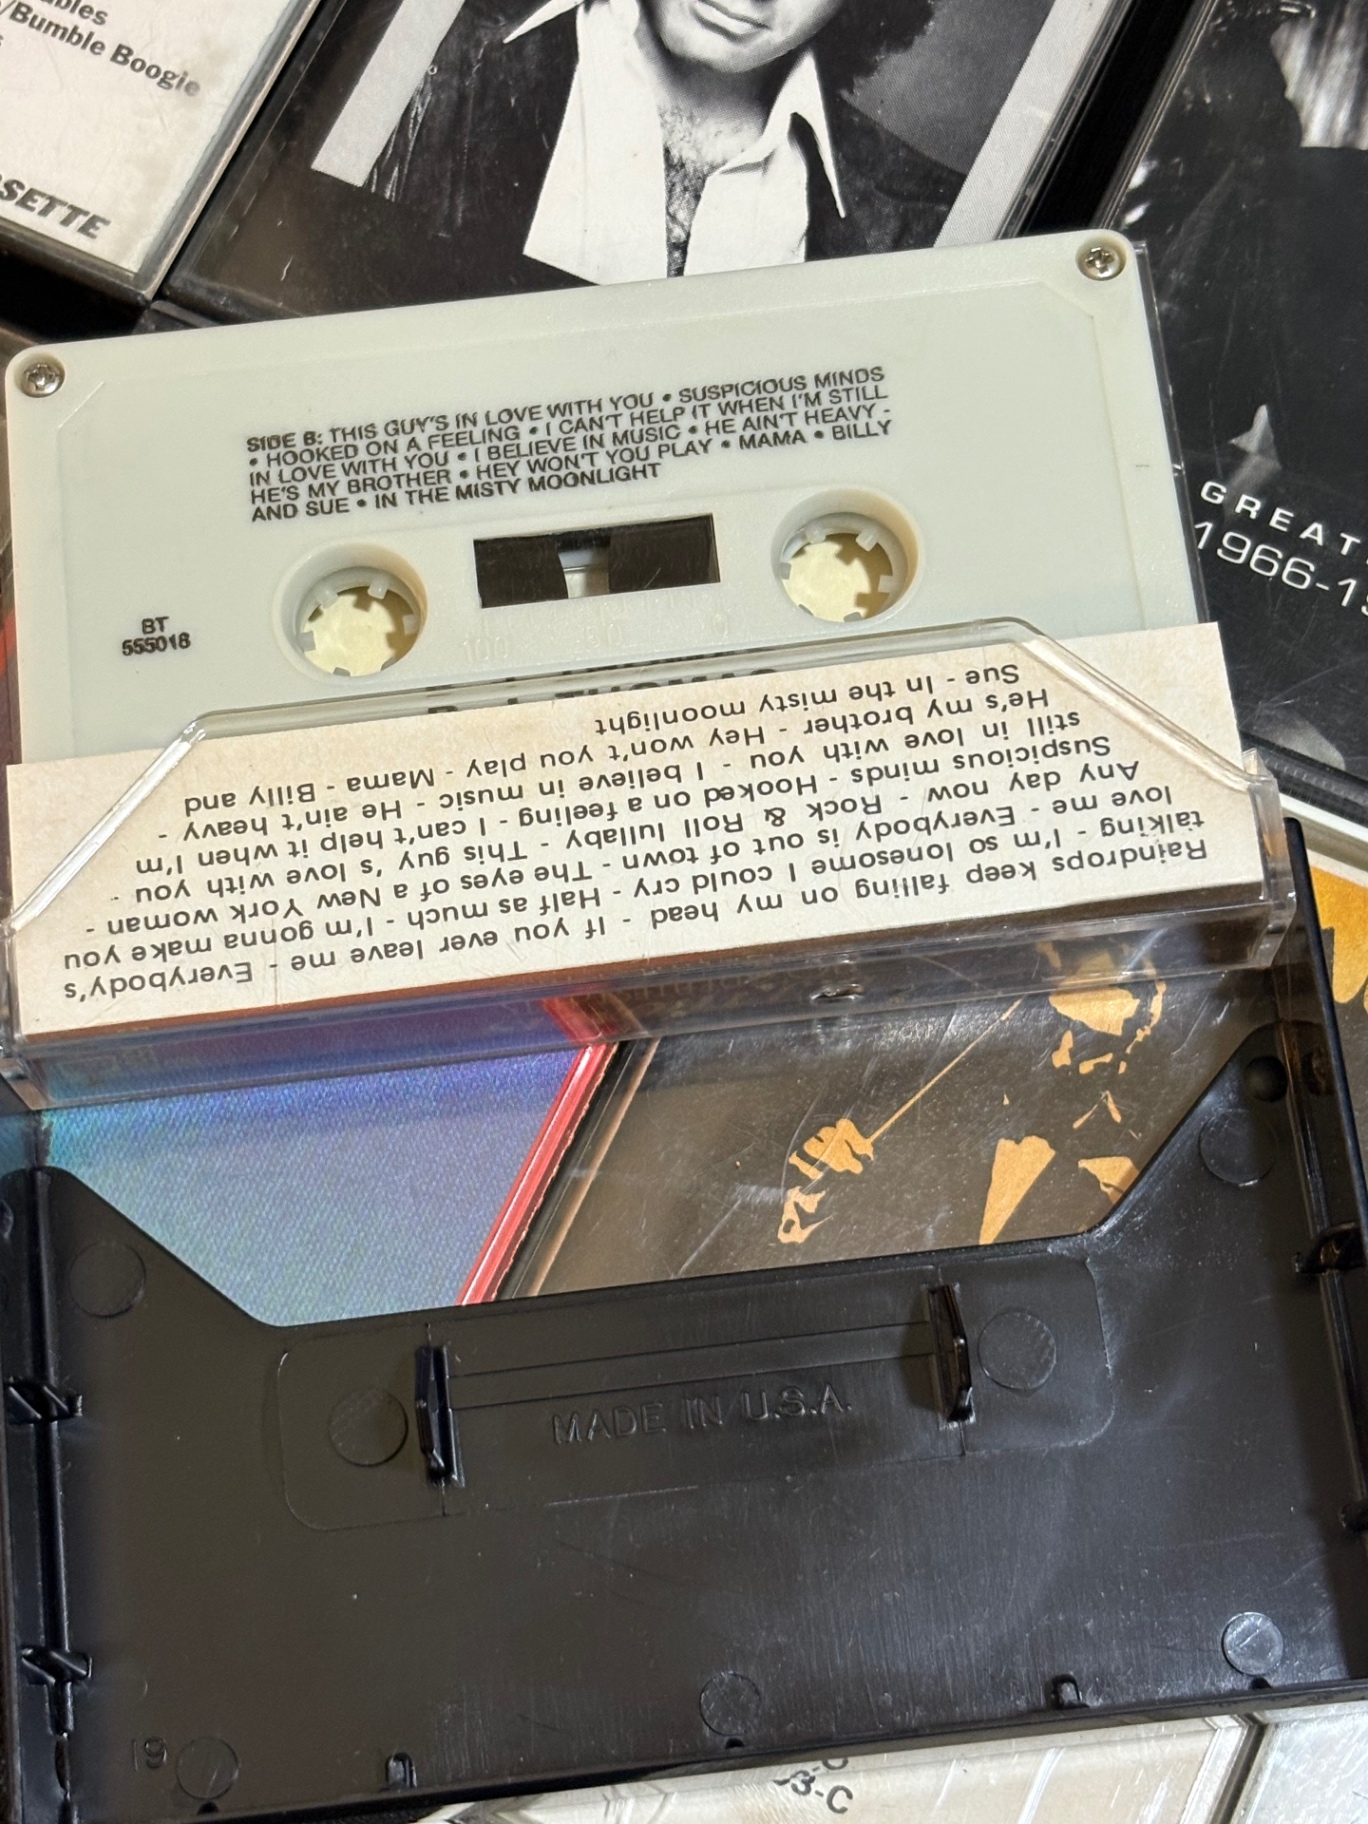 /Bumble Boogie
SIDE B: THIS GUY'S IN LOVE WITH YOU • SUSPICIOUS MINDS
• HOOKED ON A FEELING • I CAN'T HELP IT WHEN I'M STILL
IN LOVE WITH YOU • I BELIEVE IN MUSIC • HE AIN'T HEAVY -
HE'S MY BROTHER • HEY WON'T YOU PLAY • MAMA • BILLY
AND SUE • IN THE MISTY MOONLIGHT
BT
555018
100
GREAT
1966-19
Raindrops keep falling on my head - If you ever leave me - Everybody's
talking - I'm so lonesome I could cry - Half as much - I'm gonna make you
love me - Everybody is out of town - The eyes of a New York woman -
Any day now - Rock & Roll lullaby - This guy 's love with you -
Suspicious minds - Hooked on a feeling - I can't help it when I'm
still in love with you - I believe in music - He ain't heavy -
He's my brother - Hey won't you play - Mama - Billy and
Sue - In the misty moonlight
MADE IN U.S.A.
19
3-C